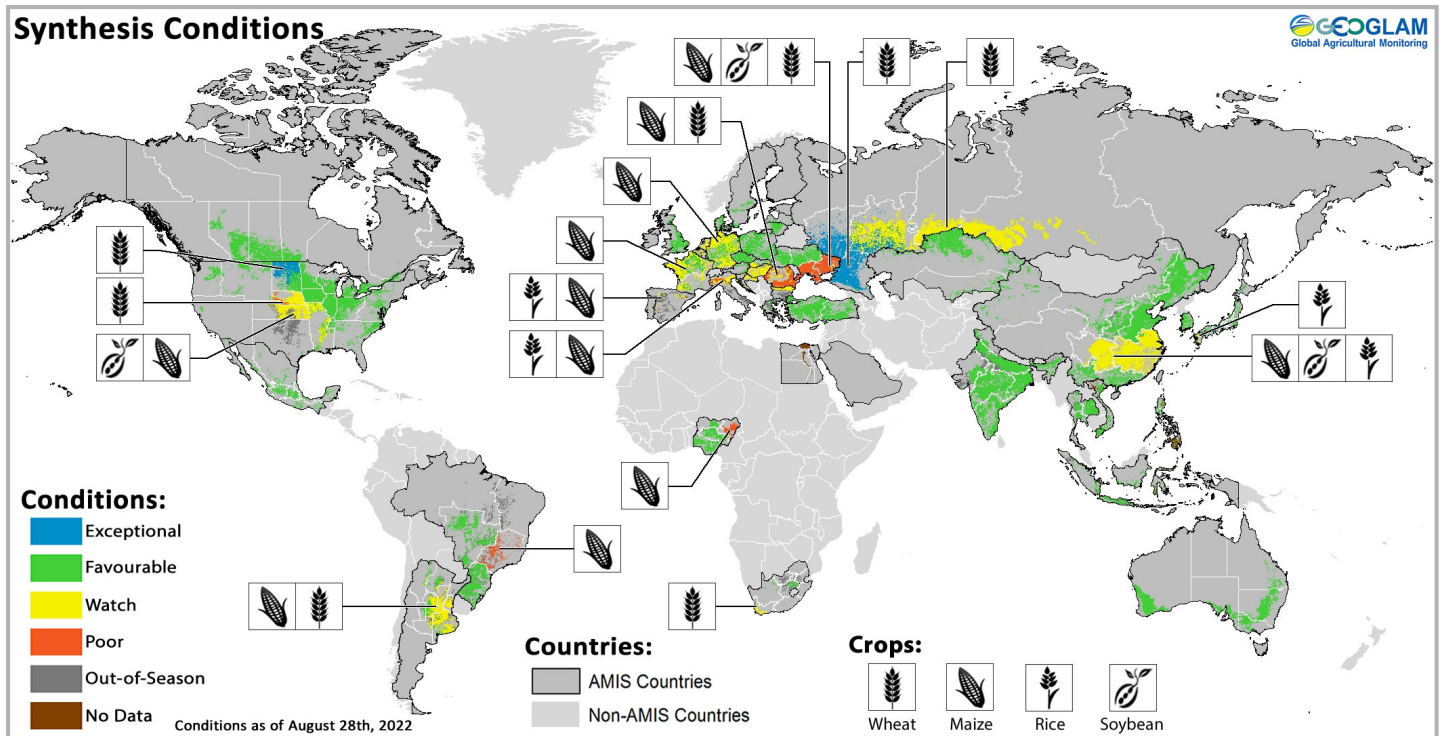 Synthesis Conditions
GEOGLAM
Global Agricultural Monitoring
Conditions:
Exceptional
Favourable
Watch
Poor
Out-of-Season
No Data
Conditions as of August 28th, 2022
Countries:
AMIS Countries
Non-AMIS Countries
Crops:
Wheat
Maize
Rice
Soybean